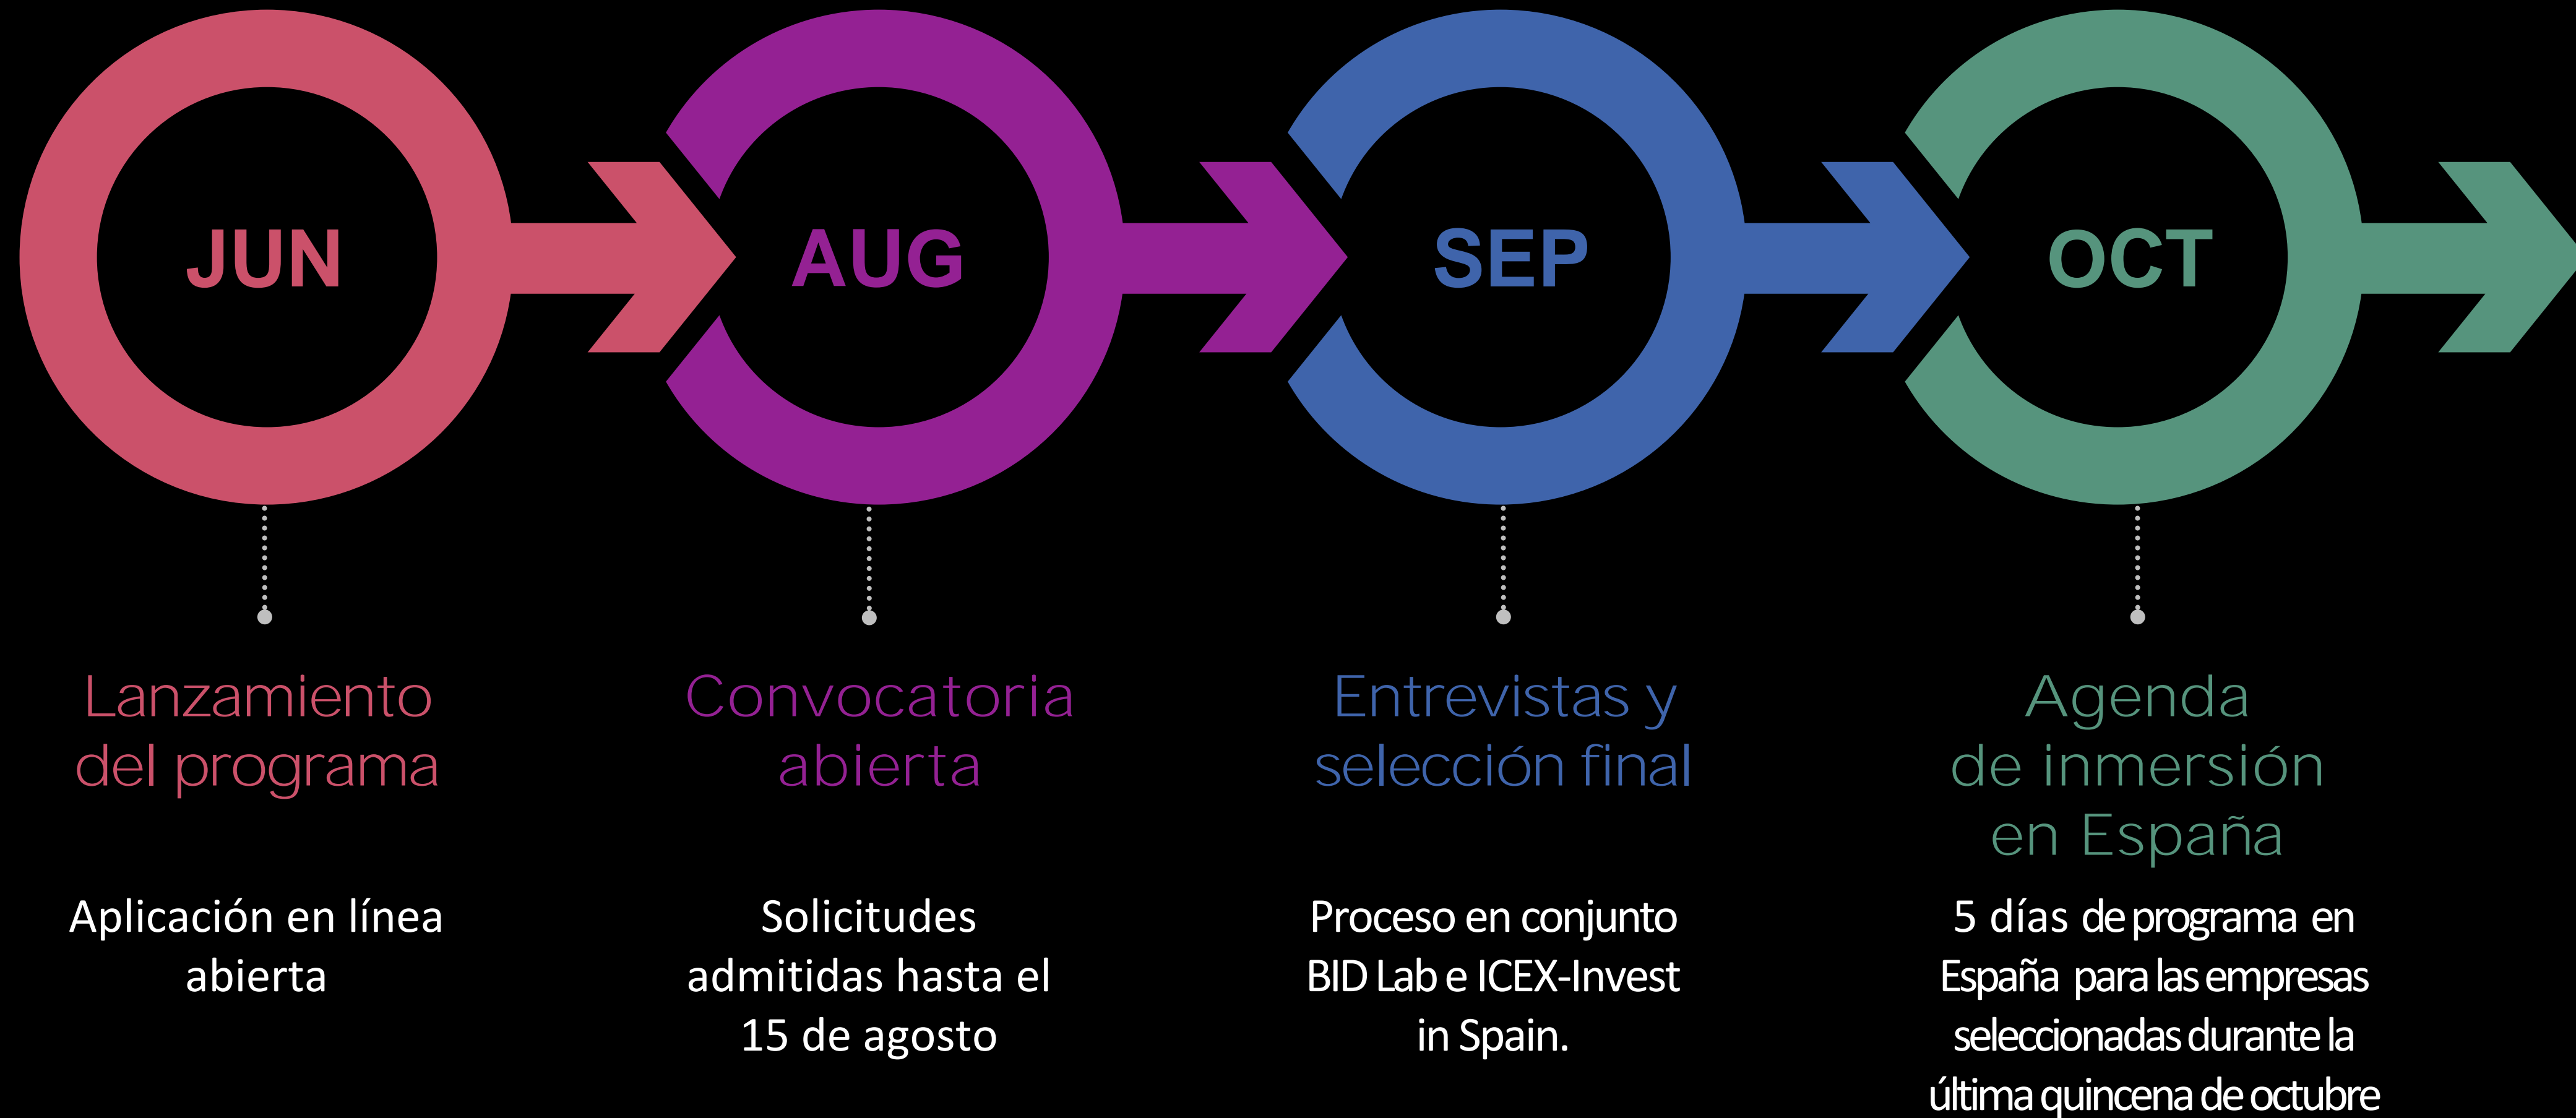 JUN
AUG
SEP
OCT
Lanzamiento
del programa
Aplicación en línea
abierta
Convocatoria
abierta
Solicitudes
admitidas hasta el
15 de agosto
Entrevistas y
selección final
Proceso en conjunto
BID Lab e ICEX-Invest
in Spain.
Agenda
de inmersión
en España
5 días de programa en
España para las empresas
seleccionadas durante la
última quincena de octubre